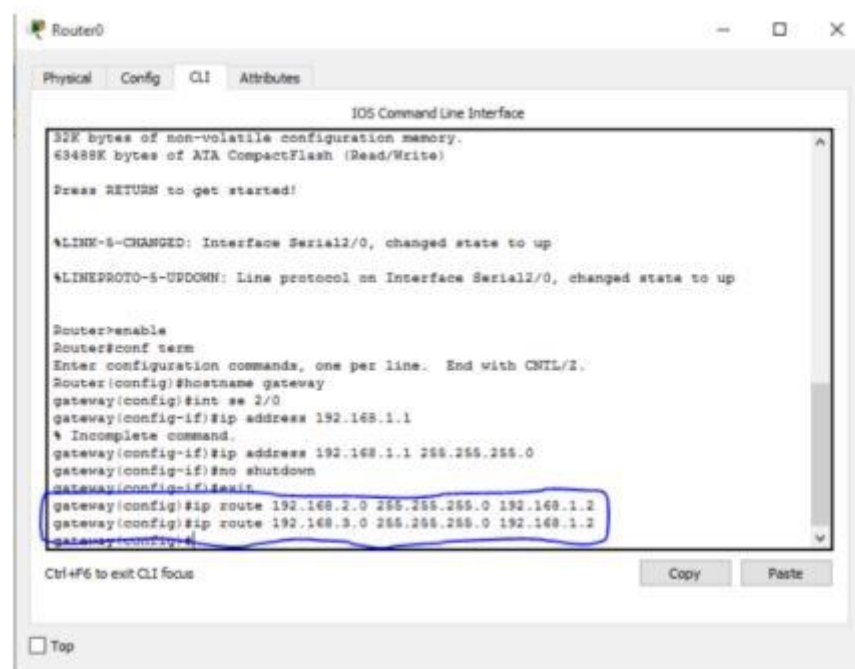 Router0
Physical Config CLI Attributes
IOS Command Line Interface
32K bytes of non-volatile configuration memory.
63488K bytes of ATA CompactFlash (Read/Write)
Press RETURN to get started!
%LINK-5-CHANGED: Interface Serial2/0, changed state to up
%LINEPROTO-5-UPDOWN: Line protocol on Interface Serial2/0, changed state to up
Router>enable
Router#conf term
Enter configuration commands, one per line. End with CNTL/Z.
Router(config)#hostname gateway
gateway(config)#int se 2/0
gateway(config-if)#ip address 192.168.1.1
% Incomplete command.
gateway(config-if)#ip address 192.168.1.1 255.255.255.0
gateway(config-if)#no shutdown
gateway(config-if)#exit
gateway(config)#ip route 192.168.2.0 255.255.255.0 192.168.1.2
gateway(config)#ip route 192.168.3.0 255.255.255.0 192.168.1.2
gateway(config)#
Ctrl+F6 to exit CLI focus
Copy Paste
Top